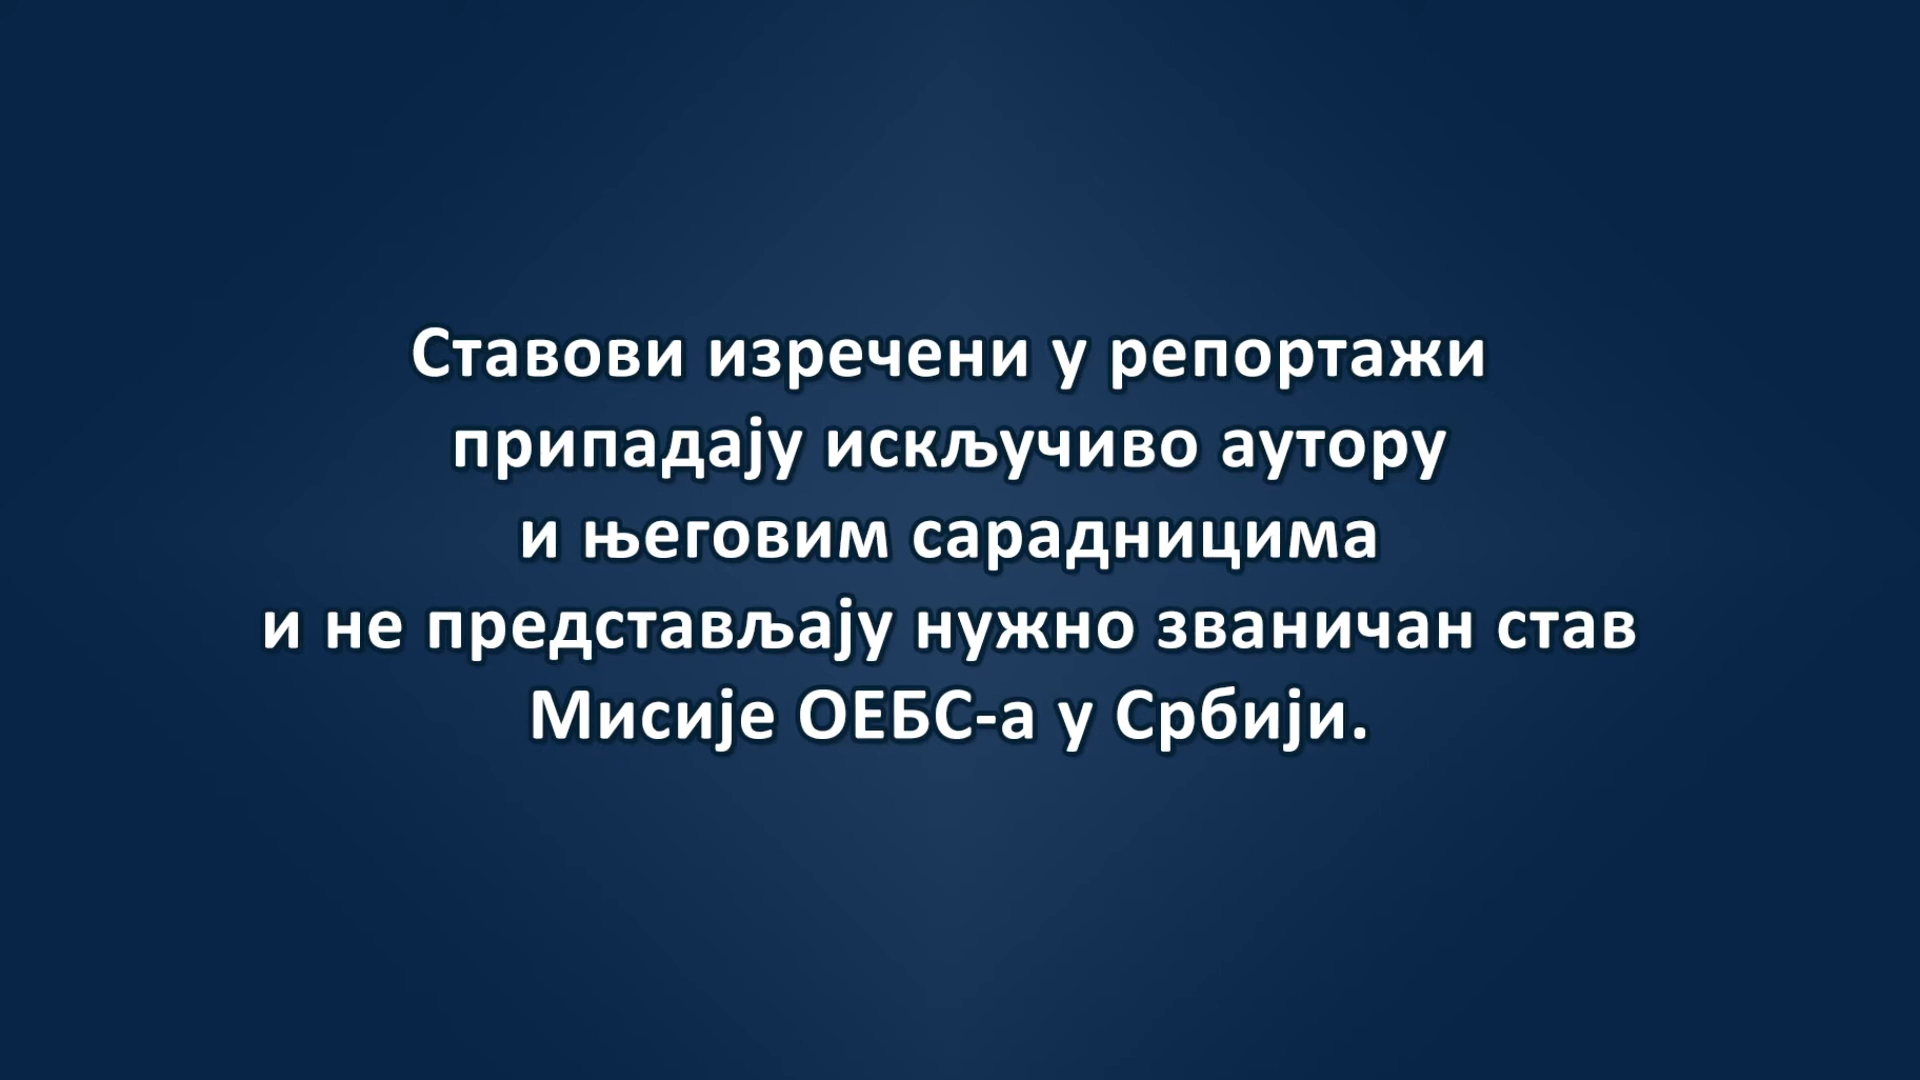 Ставови изречени у репортажи
припадају искључиво аутору
и његовим сарадницима
и не представљају нужно званичан став
Мисије ОЕБС-а у Србији.